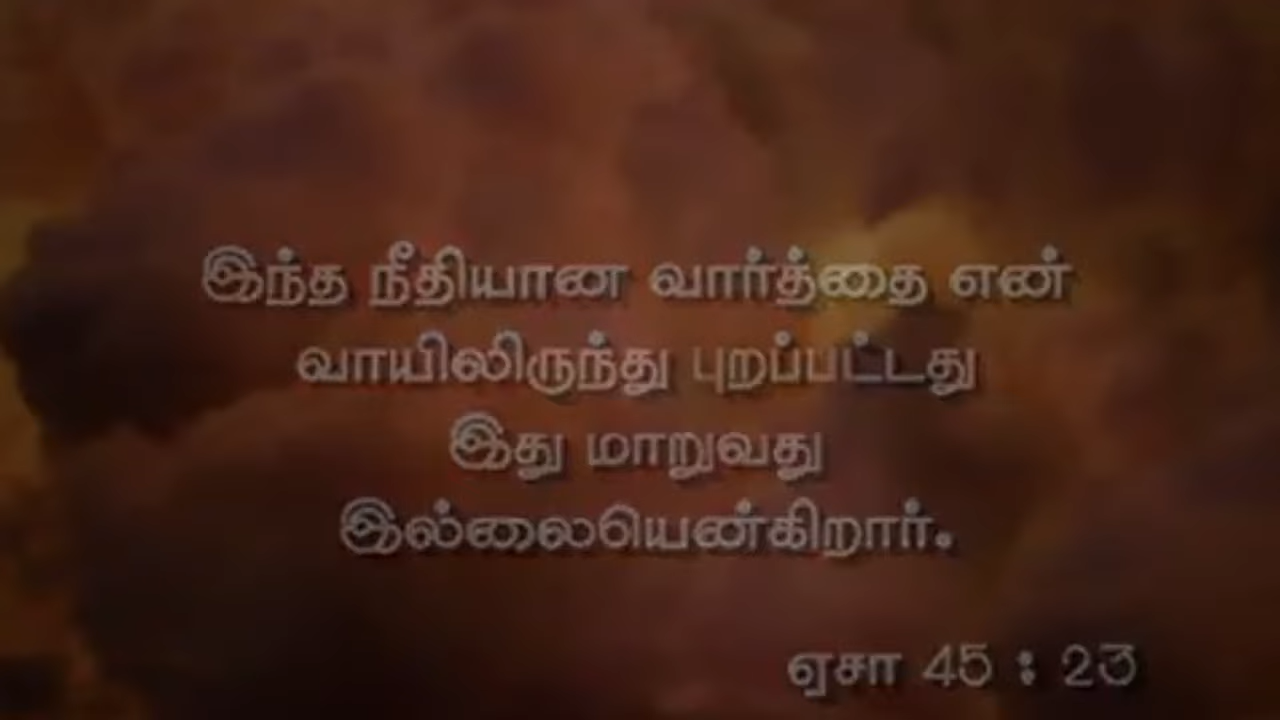 இந்த நீதியான வார்த்தை என்
வாயிலிருந்து புறப்பட்டது
இது மாறுவது
இல்லையென்கிறார்.
ஏசா 45 : 23